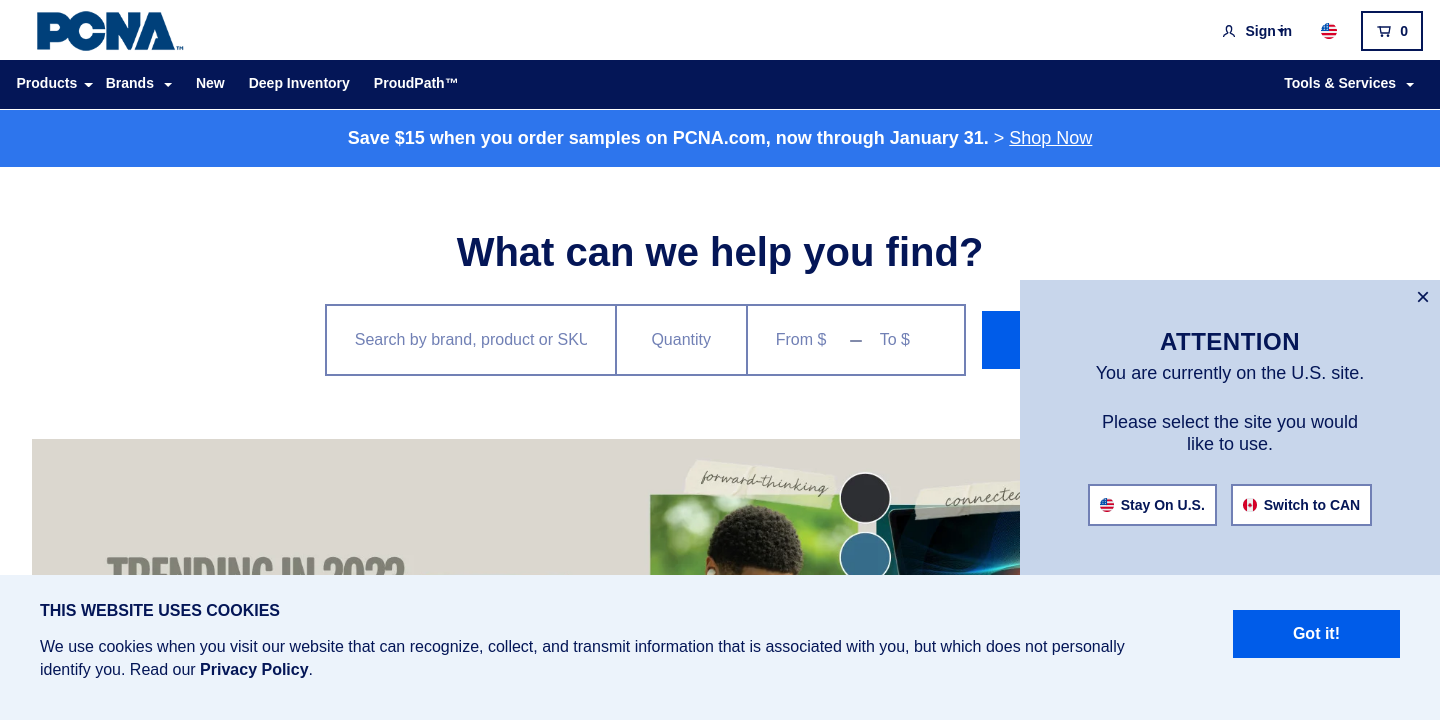 PCNA™
Sign in
0
Products
Brands
New
Deep Inventory
ProudPath™
Tools & Services
Save $15 when you order samples on PCNA.com, now through January 31. > Shop Now
What can we help you find?
Search by brand, product or SKU
Quantity
From $
–
To $
×
ATTENTION
You are currently on the U.S. site.
Please select the site you would
like to use.
Stay On U.S.
Switch to CAN
forward-thinking
connected
TRENDING IN 2023
THIS WEBSITE USES COOKIES
We use cookies when you visit our website that can recognize, collect, and transmit information that is associated with you, but which does not personally
identify you. Read our Privacy Policy.
Got it!